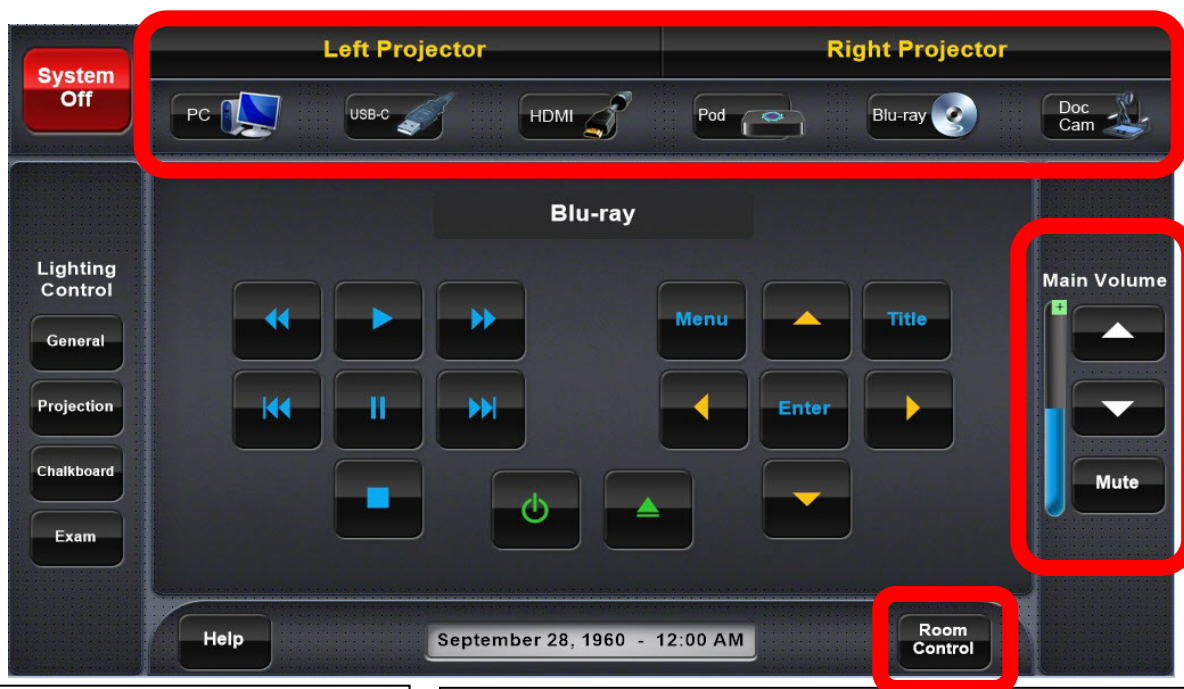 Left Projector
Right Projector
System
Off
PC
USB-C
HDMI
Pod
Blu-ray
Doc
Cam
Blu-ray
Lighting
Control
General
Projection
Chalkboard
Exam
Menu
Title
Enter
Main Volume
+
Mute
Help
September 28, 1960 - 12:00 AM
Room
Control